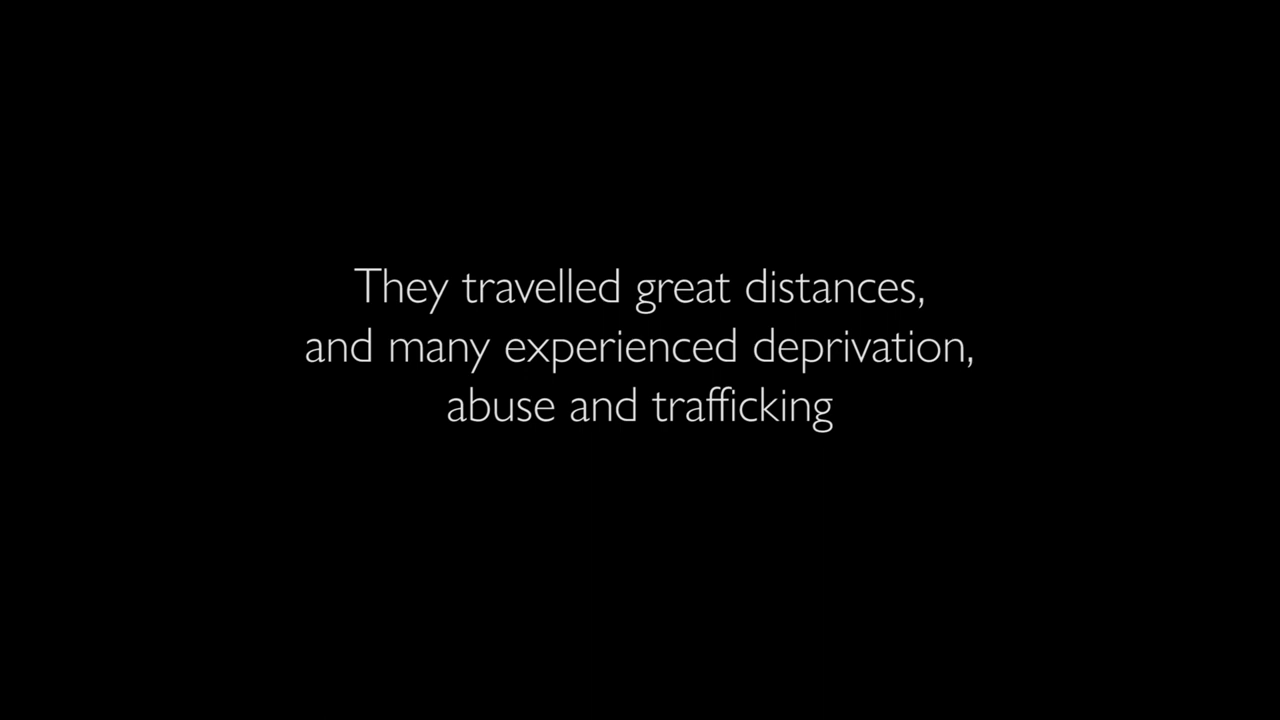 They travelled great distances,
and many experienced deprivation,
abuse and trafficking